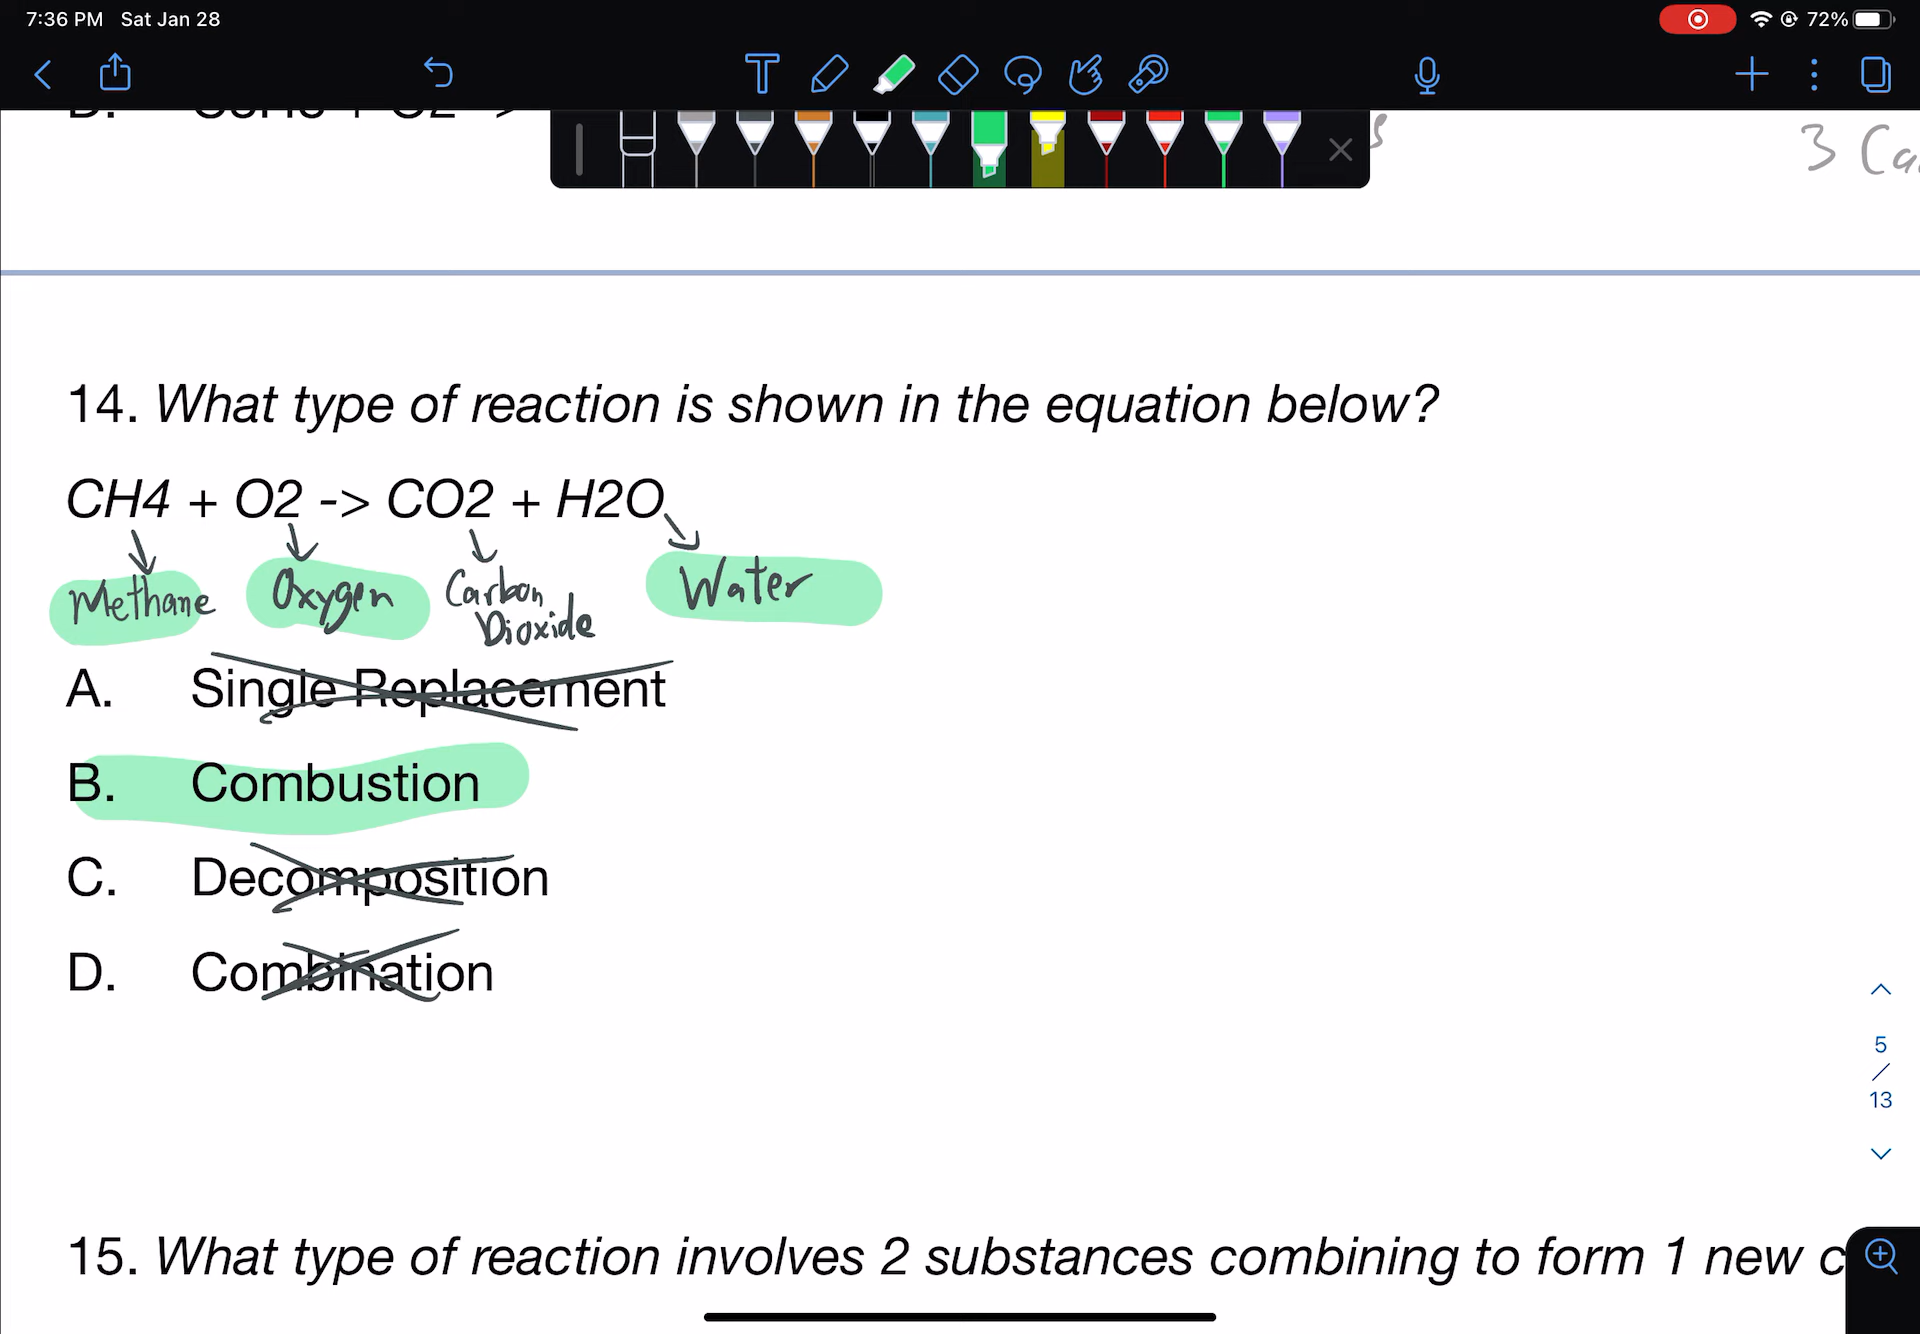 7:36 PM Sat Jan 28
72%
3 Ca
14. What type of reaction is shown in the equation below?
CH4 + O2 -> CO2 + H2O
Methane Oxygen Carbon Dioxide Water
A. Single Replacement
B. Combustion
C. Decomposition
D. Combination
5
/
13
15. What type of reaction involves 2 substances combining to form 1 new c